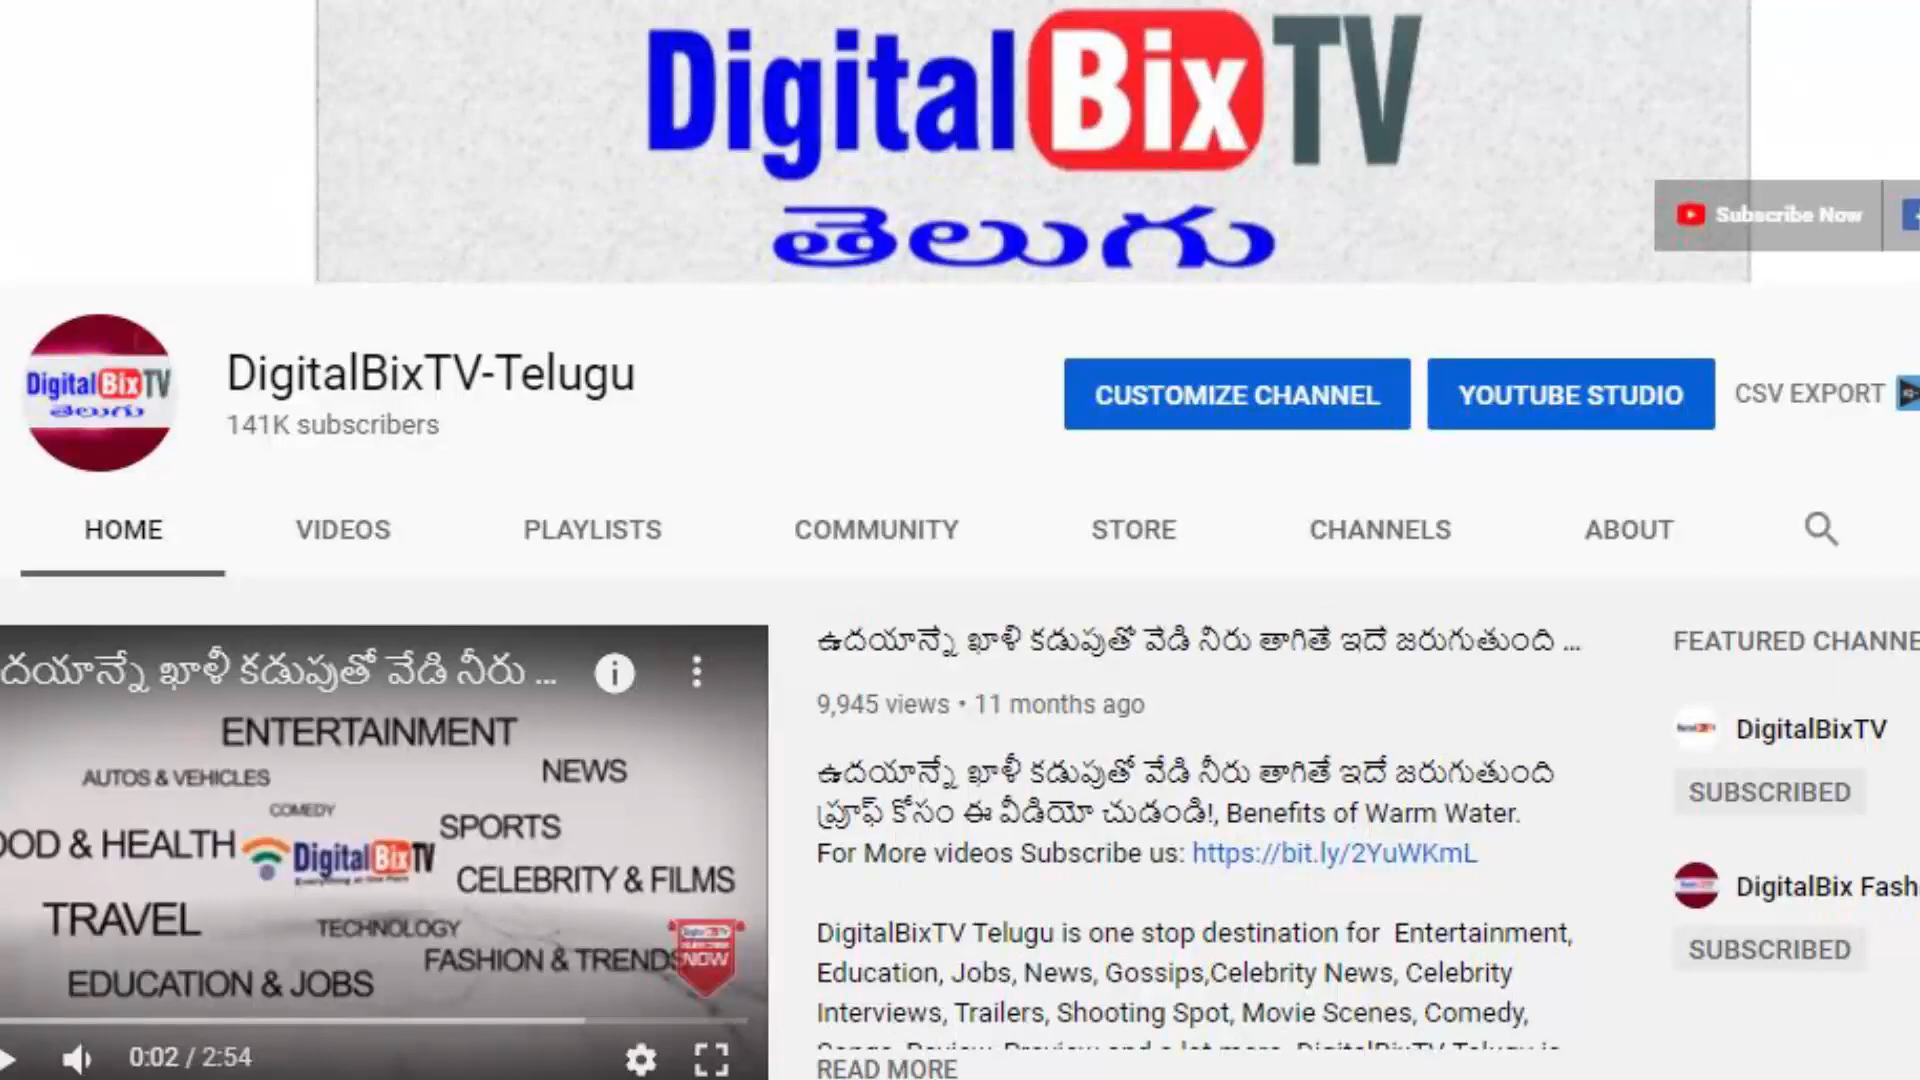 DigitalBixTV
తెలుగు
Subscribe Now
DigitalBixTV
తెలుగు
DigitalBixTV-Telugu
141K subscribers
CUSTOMIZE CHANNEL
YOUTUBE STUDIO
CSV EXPORT
HOME
VIDEOS
PLAYLISTS
COMMUNITY
STORE
CHANNELS
ABOUT
దయాన్నే ఖాళీ కడుపుతో వేడి నీరు ...
ENTERTAINMENT
AUTOS & VEHICLES
NEWS
COMEDY
SPORTS
OOD & HEALTH
DigitalBixTV
CELEBRITY & FILMS
TRAVEL
TECHNOLOGY
FASHION & TRENDS
NOW
EDUCATION & JOBS
0:02 / 2:54
ఉదయాన్నే ఖాళీ కడుపుతో వేడి నీరు తాగితే ఇదే జరుగుతుంది ...
9,945 views • 11 months ago
ఉదయాన్నే ఖాళీ కడుపుతో వేడి నీరు తాగితే ఇదే జరుగుతుంది
ప్రూఫ్ కోసం ఈ వీడియో చుడండి!, Benefits of Warm Water.
For More videos Subscribe us: https://bit.ly/2YuWKmL
DigitalBixTV Telugu is one stop destination for Entertainment,
Education, Jobs, News, Gossips,Celebrity News, Celebrity
Interviews, Trailers, Shooting Spot, Movie Scenes, Comedy,
READ MORE
FEATURED CHANNE
DigitalBixTV
SUBSCRIBED
DigitalBix Fash
SUBSCRIBED